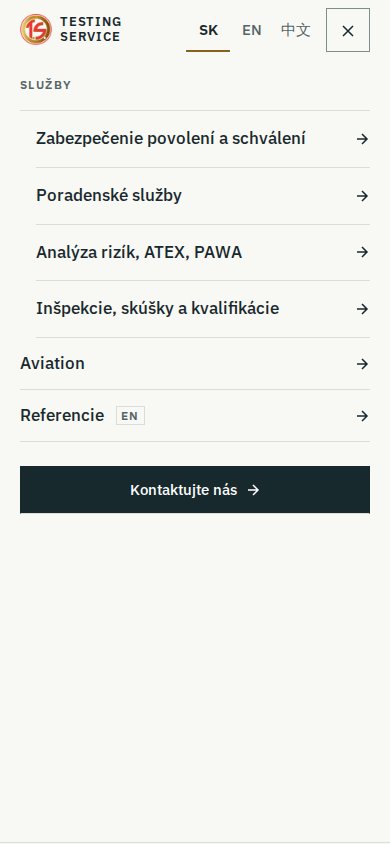 TESTING
SERVICE
SK EN 中文
SLUŽBY
Zabezpečenie povolení a schválení
Poradenské služby
Analýza rizík, ATEX, PAWA
Inšpekcie, skúšky a kvalifikácie
Aviation
Referencie EN
Kontaktujte nás